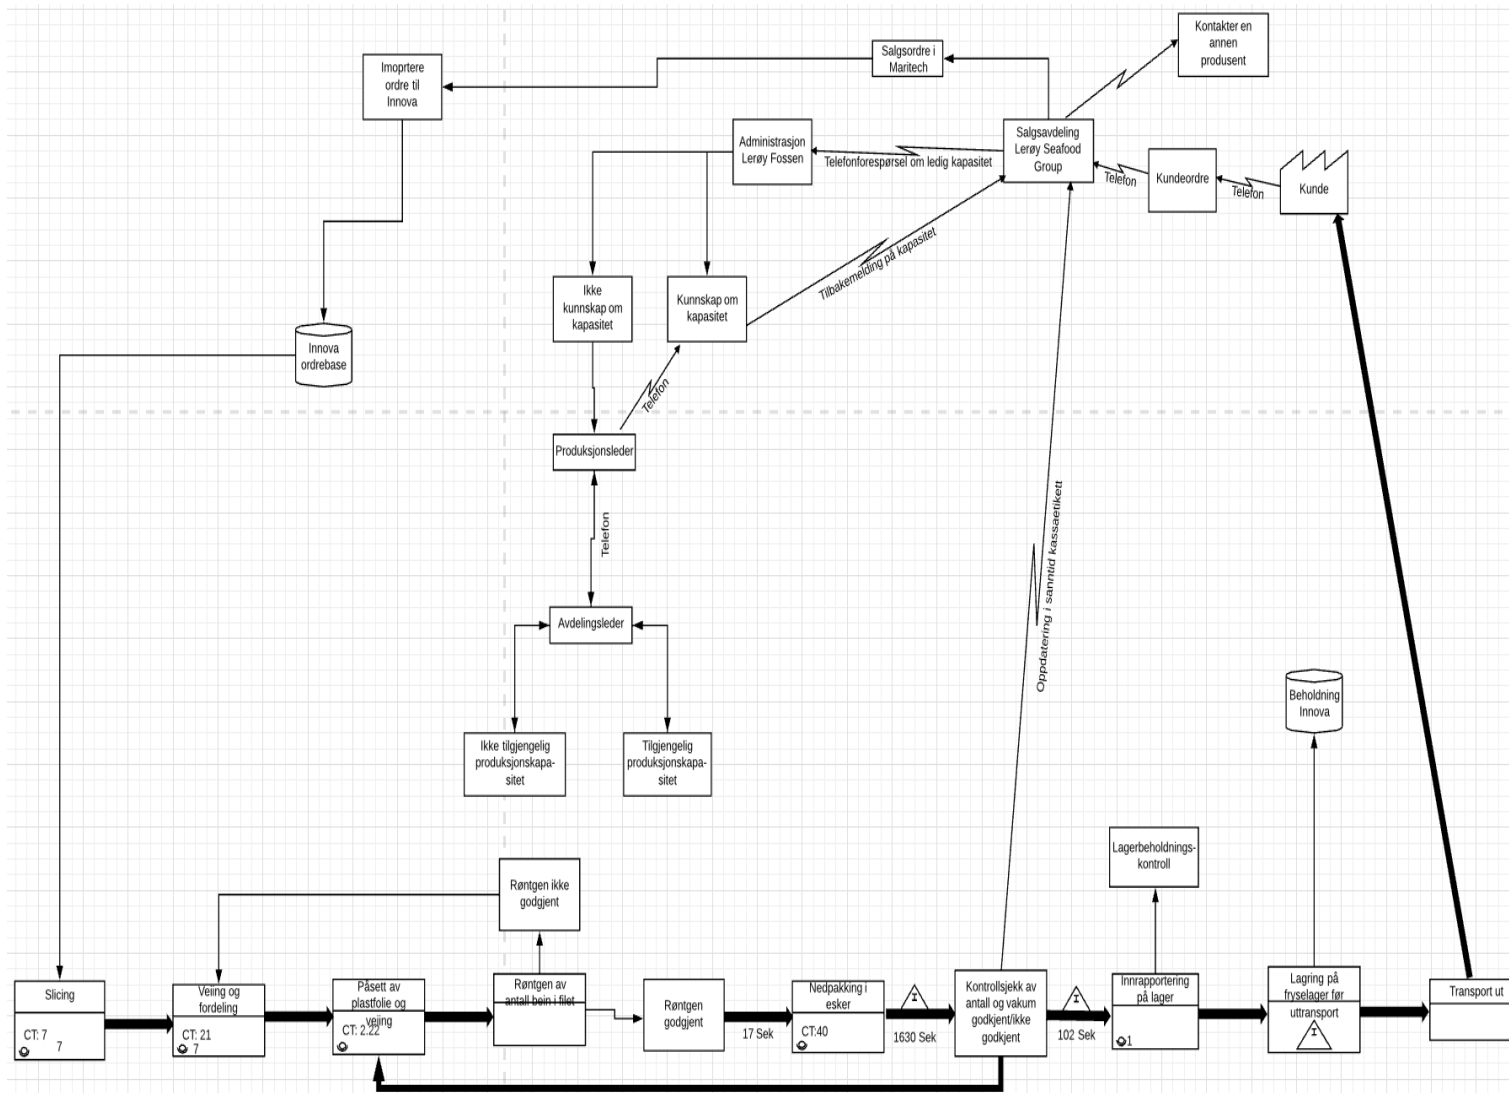 Kontakter en
annen
produsent
Salgsordre i
Maritech
Imoprtere
ordre til
Innova
Administrasjon
Lerøy Fossen
Telefonforespørsel om ledig kapasitet
Salgsavdeling
Lerøy Seafood
Group
Telefon
Kundeordre
Telefon
Kunde
Tilbakemelding på kapasitet
Ikke
kunnskap om
kapasitet
Kunnskap om
kapasitet
Innova
ordrebase
Telefon
Produksjonsleder
Telefon
Oppdatering i sanntid kassaetikett
Avdelingsleder
Ikke tilgjengelig
produksjonskapa-
sitet
Tilgjengelig
produksjonskapa-
sitet
Beholdning
Innova
Lagerbeholdnings-
kontroll
Røntgen ikke
godgjent
Slicing
CT: 7
7
Veiing og
fordeling
CT: 21
7
Påsett av
plastfolie og
veiing
CT: 2.22
Røntgen av
antall bein i filet
Røntgen
godgjent
17 Sek
Nedpakking i
esker
CT:40
I
1630 Sek
Kontrollsjekk av
antall og vakum
godkjent/ikke
godkjent
I
102 Sek
Innrapportering
på lager
1
Lagring på
fryselager før
uttransport
I
Transport ut